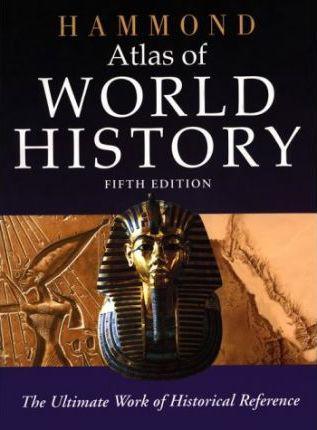 HAMMOND
Atlas of
WORLD
HISTORY
FIFTH EDITION
The Ultimate Work of Historical Reference